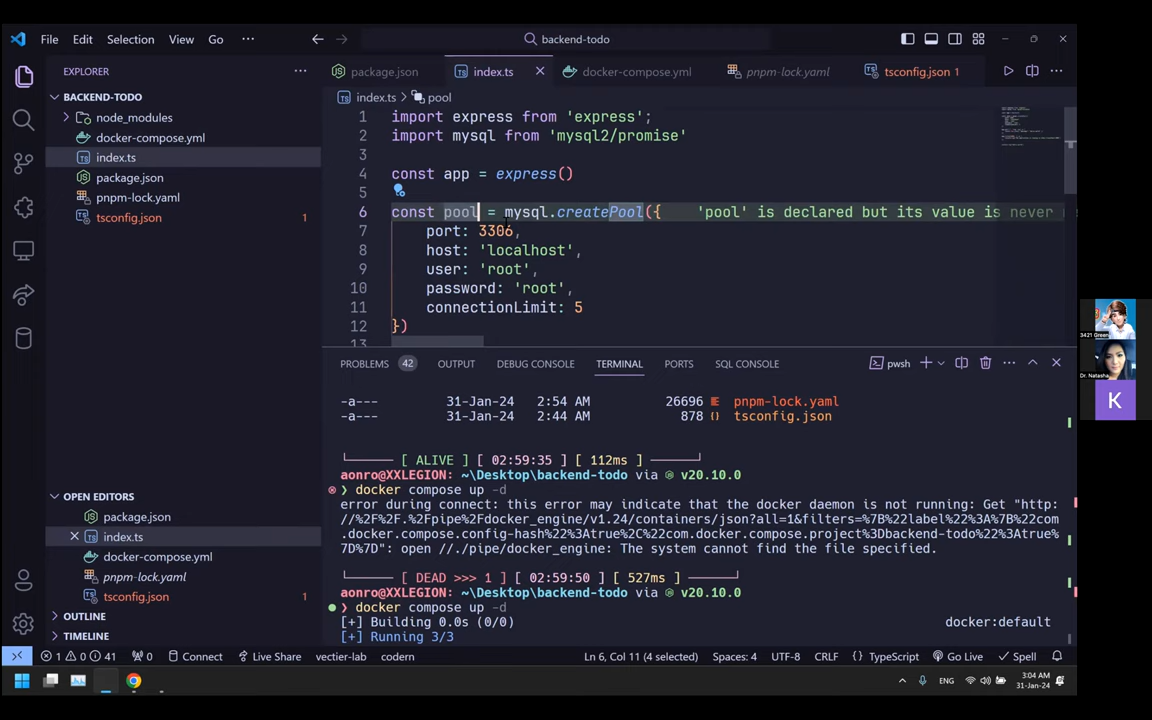 File Edit Selection View Go ··· backend-todo
EXPLORER ··· package.json index.ts docker-compose.yml pnpm-lock.yaml tsconfig.json 1 ···
BACKEND-TODO
index.ts > pool
node_modules
docker-compose.yml
index.ts
package.json
pnpm-lock.yaml
tsconfig.json 1
1 import express from 'express';
2 import mysql from 'mysql2/promise'
3
4 const app = express()
5
6 const pool = mysql.createPool({ 'pool' is declared but its value is never
7 port: 3306,
8 host: 'localhost',
9 user: 'root',
10 password: 'root',
11 connectionLimit: 5
12 })
13
PROBLEMS 42 OUTPUT DEBUG CONSOLE TERMINAL PORTS SQL CONSOLE pwsh ···
-a--- 31-Jan-24 2:54 AM 26696 pnpm-lock.yaml
-a--- 31-Jan-24 2:44 AM 878 {} tsconfig.json
[ ALIVE ] [ 02:59:35 ] [ 112ms ]
aonro@XXLEGION: ~\Desktop\backend-todo via v20.10.0
❯ docker compose up -d
error during connect: this error may indicate that the docker daemon is not running: Get "http:
//%2F%2F.%2Fpipe%2Fdocker_engine/v1.24/containers/json?all=1&filters=%7B%22label%22%3A%7B%22com
.docker.compose.config-hash%22%3Atrue%2C%22com.docker.compose.project%3Dbackend-todo%22%3Atrue%
7D%7D": open //./pipe/docker_engine: The system cannot find the file specified.
[ DEAD >>> 1 ] [ 02:59:50 ] [ 527ms ]
aonro@XXLEGION: ~\Desktop\backend-todo via v20.10.0
❯ docker compose up -d
[+] Building 0.0s (0/0) docker:default
[+] Running 3/3
OPEN EDITORS
package.json
index.ts
docker-compose.yml
pnpm-lock.yaml
tsconfig.json 1
OUTLINE
TIMELINE
1 0 41 0 Connect Live Share vectier-lab codern Ln 6, Col 11 (4 selected) Spaces: 4 UTF-8 CRLF {} TypeScript Go Live Spell
ENG 3:04 AM
31-Jan-24
3421 Green
Dr. Natasha
K